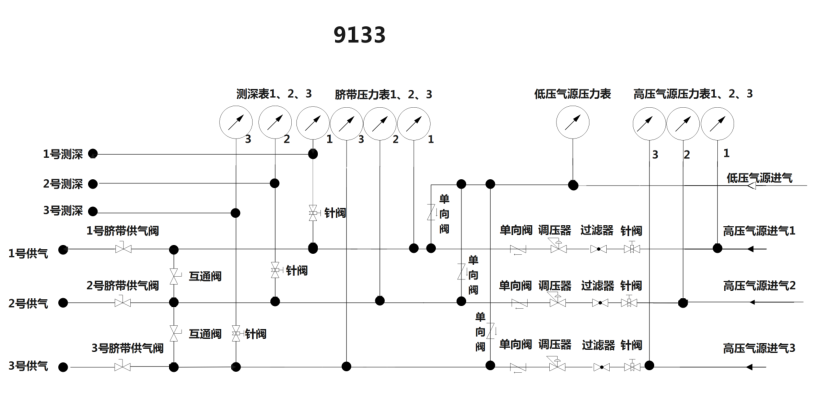 9133
测深表1、2、3 脐带压力表1、2、3 低压气源压力表 高压气源压力表1、2、3
3 2 1 3 2 1 3 2 1
1号测深
低压气源进气
2号测深
3号测深 针阀 单向阀
1号脐带供气阀 单向阀 调压器 过滤器 针阀 高压气源进气1
1号供气
互通阀 针阀 单向阀
2号脐带供气阀 单向阀 调压器 过滤器 针阀 高压气源进气2
2号供气
互通阀 针阀 单向阀
3号脐带供气阀 单向阀 调压器 过滤器 针阀 高压气源进气3
3号供气